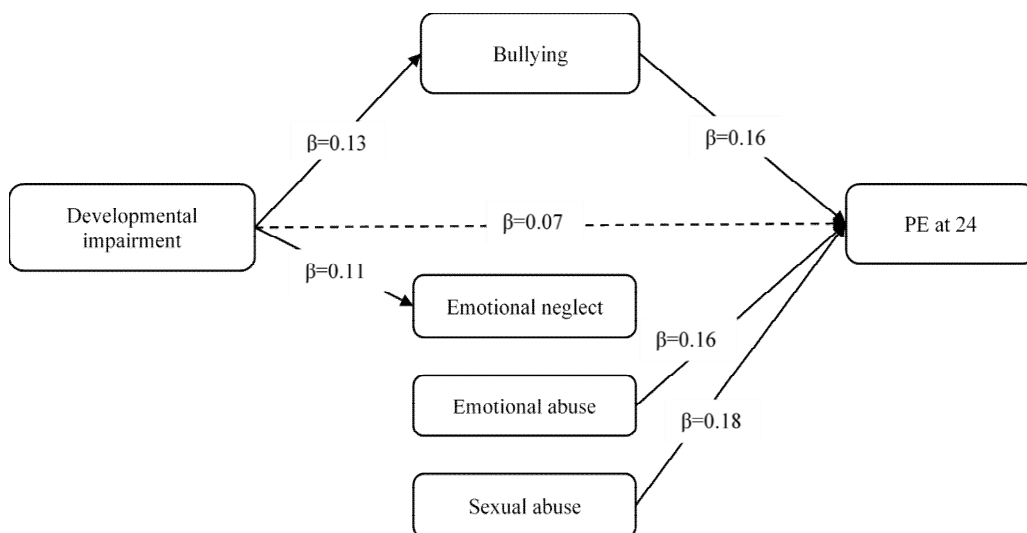 Bullying
β=0.13
β=0.16
Developmental
impairment
β=0.07
PE at 24
β=0.11
Emotional neglect
β=0.16
Emotional abuse
β=0.18
Sexual abuse